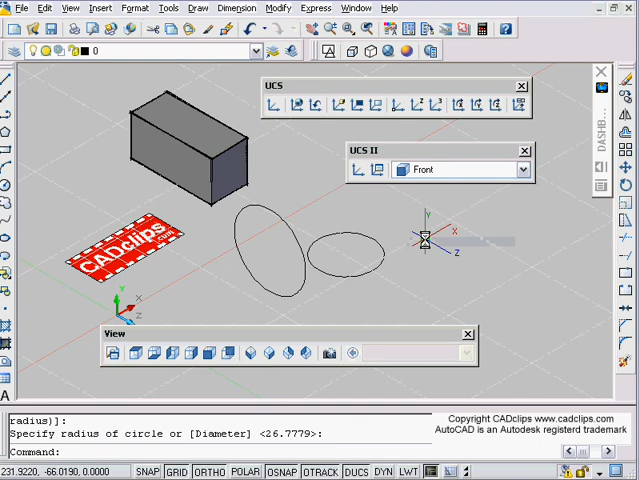 File Edit View Insert Format Tools Draw Dimension Modify Express Window Help
0
UCS
UCS II
Front
DASHB
Y
X
Z
CADclips
.com
Y
X
Z
View
radius)]:
Specify radius of circle or [Diameter] <26.7779>:
Command:
Copyright CADclips www.cadclips.com
AutoCAD is an Autodesk registerd trademark
231.9220, -66.0190, 0.0000 SNAP GRID ORTHO POLAR OSNAP OTRACK DUCS DYN LWT
A